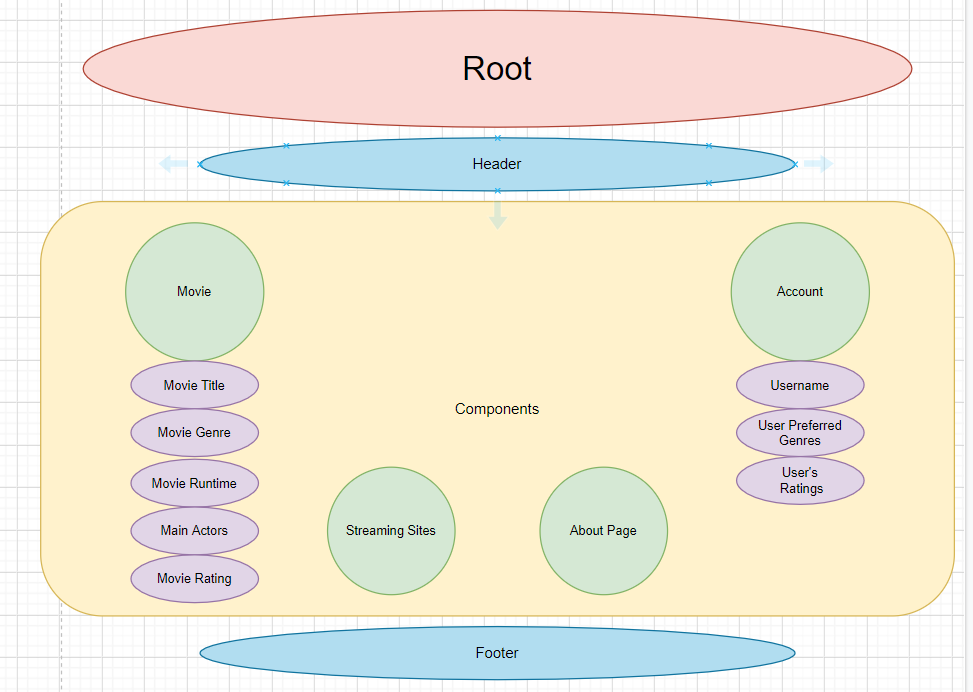 Root
Header
Movie
Account
Movie Title
Username
Movie Genre
User Preferred
Genres
Components
Movie Runtime
User's
Ratings
Main Actors
Streaming Sites
About Page
Movie Rating
Footer